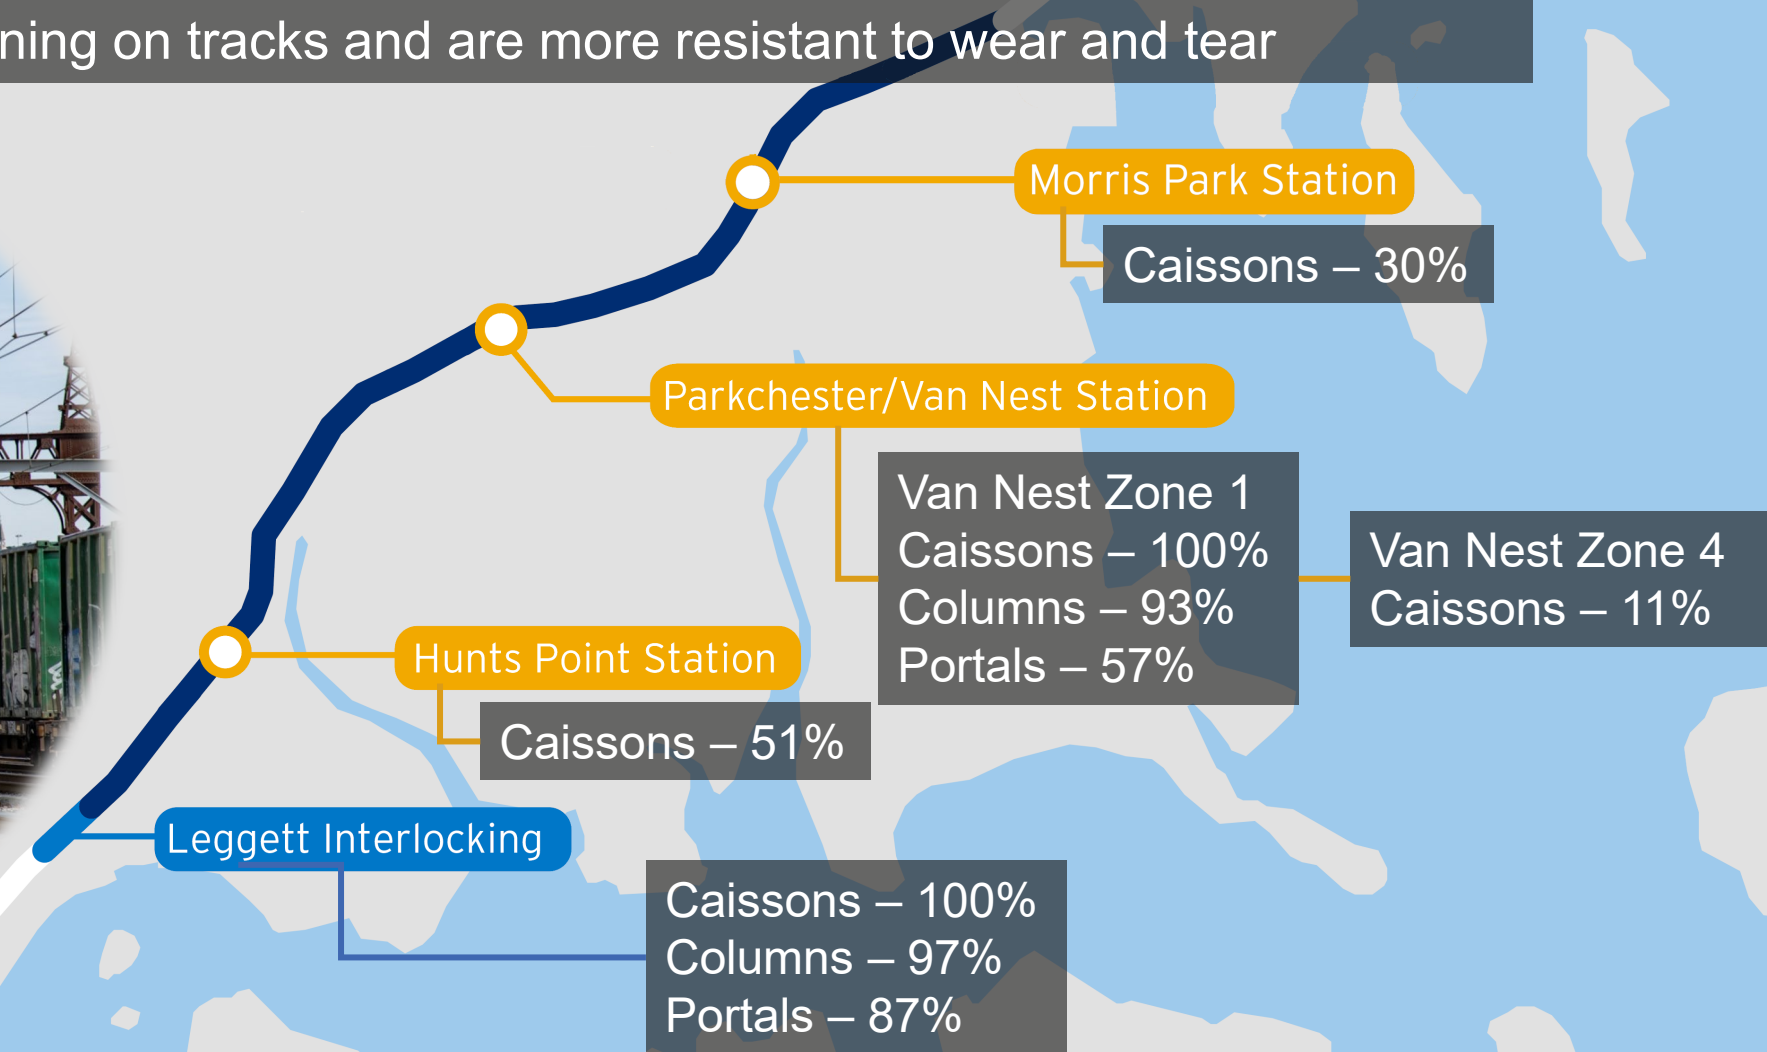 ning on tracks and are more resistant to wear and tear
Morris Park Station
Caissons – 30%
Parkchester/Van Nest Station
Van Nest Zone 1
Caissons – 100%
Columns – 93%
Portals – 57%
Van Nest Zone 4
Caissons – 11%
Hunts Point Station
Caissons – 51%
Leggett Interlocking
Caissons – 100%
Columns – 97%
Portals – 87%